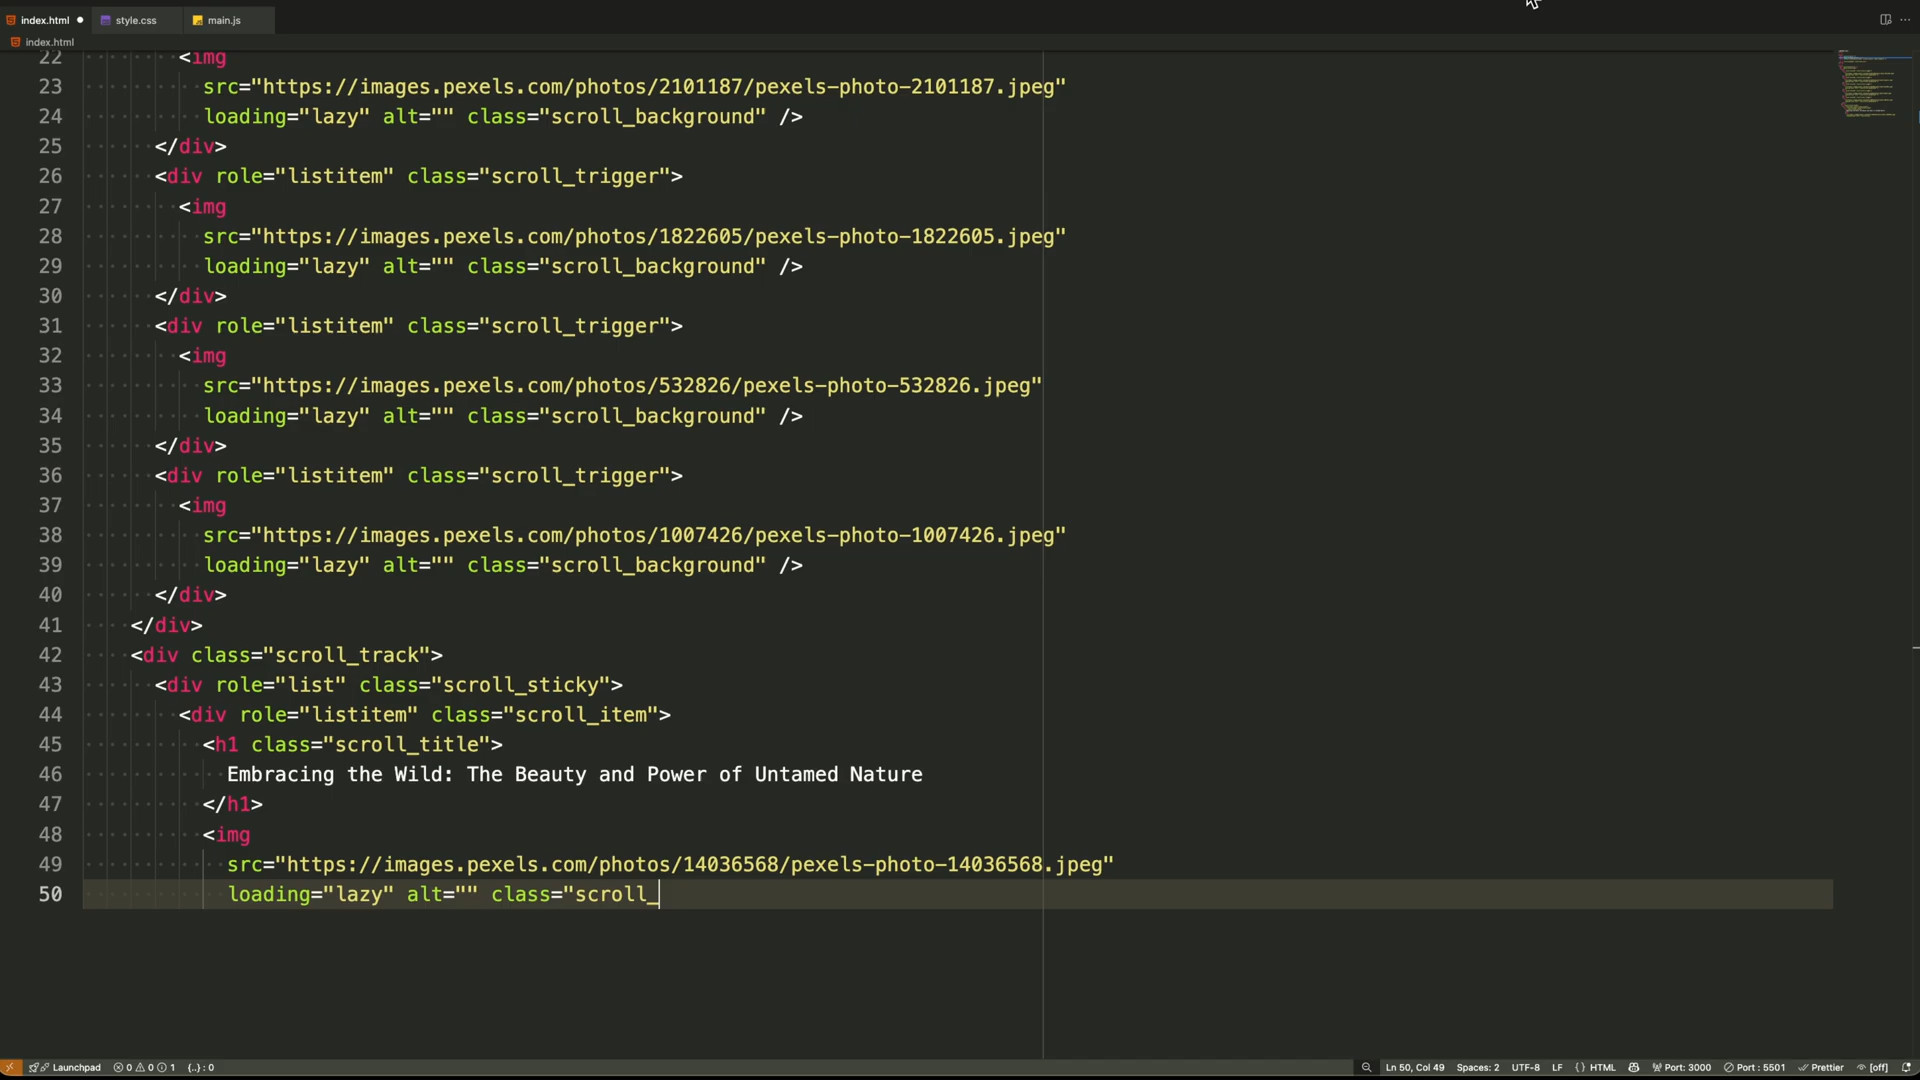 index.html ● style.css main.js
index.html
22 <img
23 src="https://images.pexels.com/photos/2101187/pexels-photo-2101187.jpeg"
24 loading="lazy" alt="" class="scroll_background" />
25 </div>
26 <div role="listitem" class="scroll_trigger">
27 <img
28 src="https://images.pexels.com/photos/1822605/pexels-photo-1822605.jpeg"
29 loading="lazy" alt="" class="scroll_background" />
30 </div>
31 <div role="listitem" class="scroll_trigger">
32 <img
33 src="https://images.pexels.com/photos/532826/pexels-photo-532826.jpeg"
34 loading="lazy" alt="" class="scroll_background" />
35 </div>
36 <div role="listitem" class="scroll_trigger">
37 <img
38 src="https://images.pexels.com/photos/1007426/pexels-photo-1007426.jpeg"
39 loading="lazy" alt="" class="scroll_background" />
40 </div>
41 </div>
42 <div class="scroll_track">
43 <div role="list" class="scroll_sticky">
44 <div role="listitem" class="scroll_item">
45 <h1 class="scroll_title">
46 Embracing the Wild: The Beauty and Power of Untamed Nature
47 </h1>
48 <img
49 src="https://images.pexels.com/photos/14036568/pexels-photo-14036568.jpeg"
50 loading="lazy" alt="" class="scroll_
Launchpad 0 0 1 {..} : 0 Ln 50, Col 49 Spaces: 2 UTF-8 LF {} HTML Port: 3000 Port : 5501 Prettier [off]